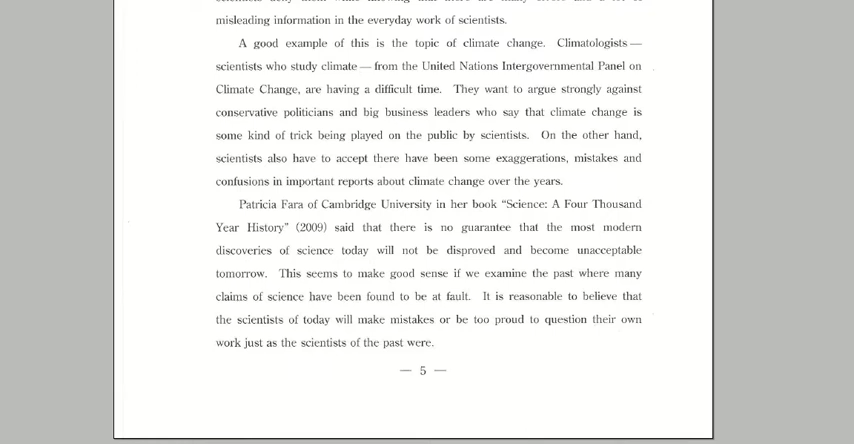 misleading information in the everyday work of scientists.
A good example of this is the topic of climate change. Climatologists —
scientists who study climate — from the United Nations Intergovernmental Panel on
Climate Change, are having a difficult time. They want to argue strongly against
conservative politicians and big business leaders who say that climate change is
some kind of trick being played on the public by scientists. On the other hand,
scientists also have to accept there have been some exaggerations, mistakes and
confusions in important reports about climate change over the years.
Patricia Fara of Cambridge University in her book “Science: A Four Thousand
Year History” (2009) said that there is no guarantee that the most modern
discoveries of science today will not be disproved and become unacceptable
tomorrow. This seems to make good sense if we examine the past where many
claims of science have been found to be at fault. It is reasonable to believe that
the scientists of today will make mistakes or be too proud to question their own
work just as the scientists of the past were.
— 5 —